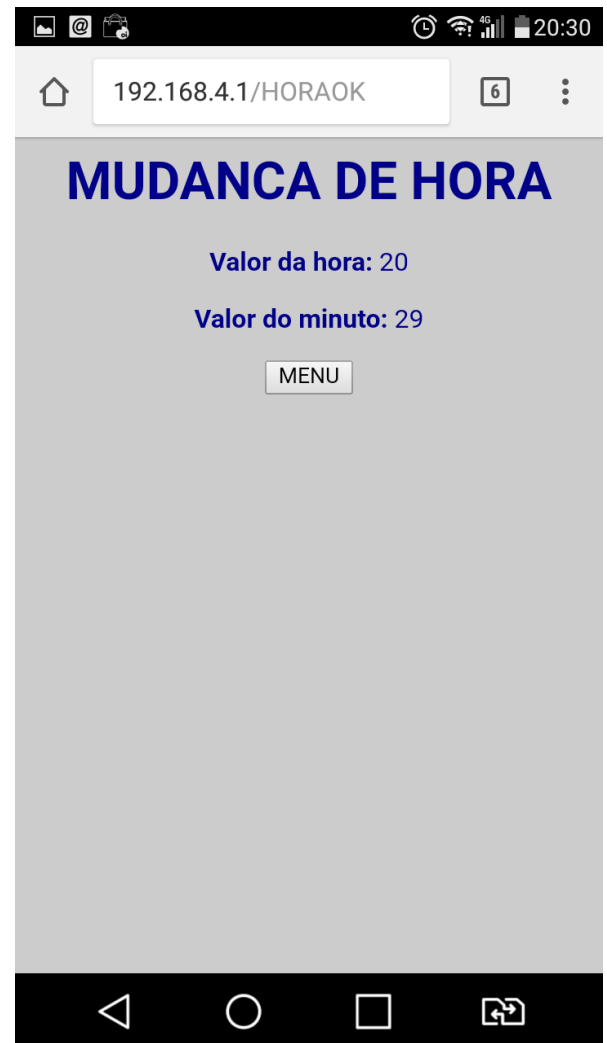 @ 4G 20:30
192.168.4.1/HORAOK 6
MUDANCA DE HORA
Valor da hora: 20
Valor do minuto: 29
MENU